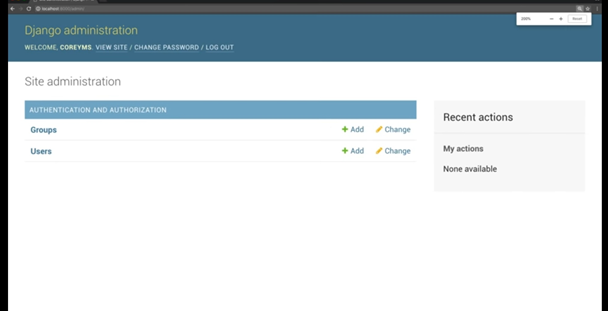 localhost:8000/admin/
200%
Reset
Django administration
WELCOME, COREYMS. VIEW SITE / CHANGE PASSWORD / LOG OUT
Site administration
AUTHENTICATION AND AUTHORIZATION
Groups + Add Change
Users + Add Change
Recent actions
My actions
None available